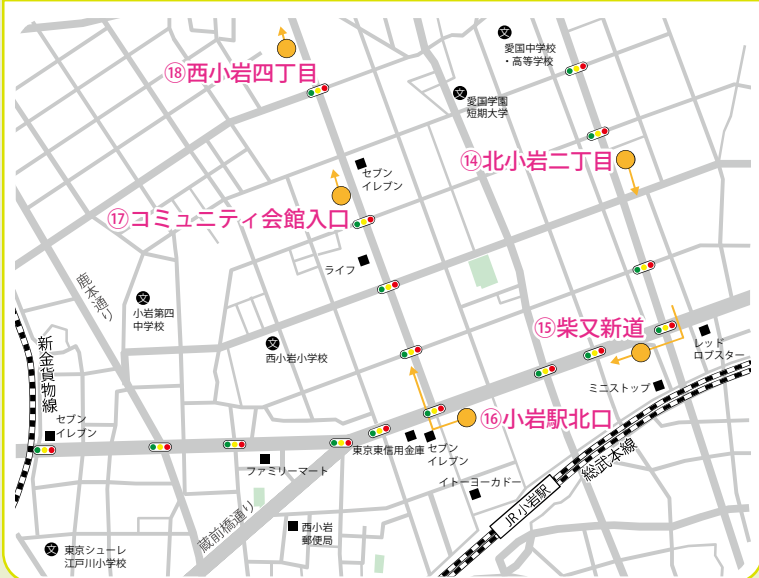 ⑱西小岩四丁目
愛国中学校
・高等学校
愛国学園
短期大学
⑭北小岩二丁目
セブン
イレブン
⑰コミュニティ会館入口
ライフ
鹿本通り
小岩第四
中学校
新金貨物線
西小岩小学校
⑮柴又新道
レッド
ロブスター
ミニストップ
⑯小岩駅北口
セブン
イレブン
東京東信用金庫
セブン
イレブン
ファミリーマート
イトーヨーカドー
総武本線
JR小岩駅
蔵前橋通り
西小岩
郵便局
東京シューレ
江戸川小学校
文
文
文
文
文